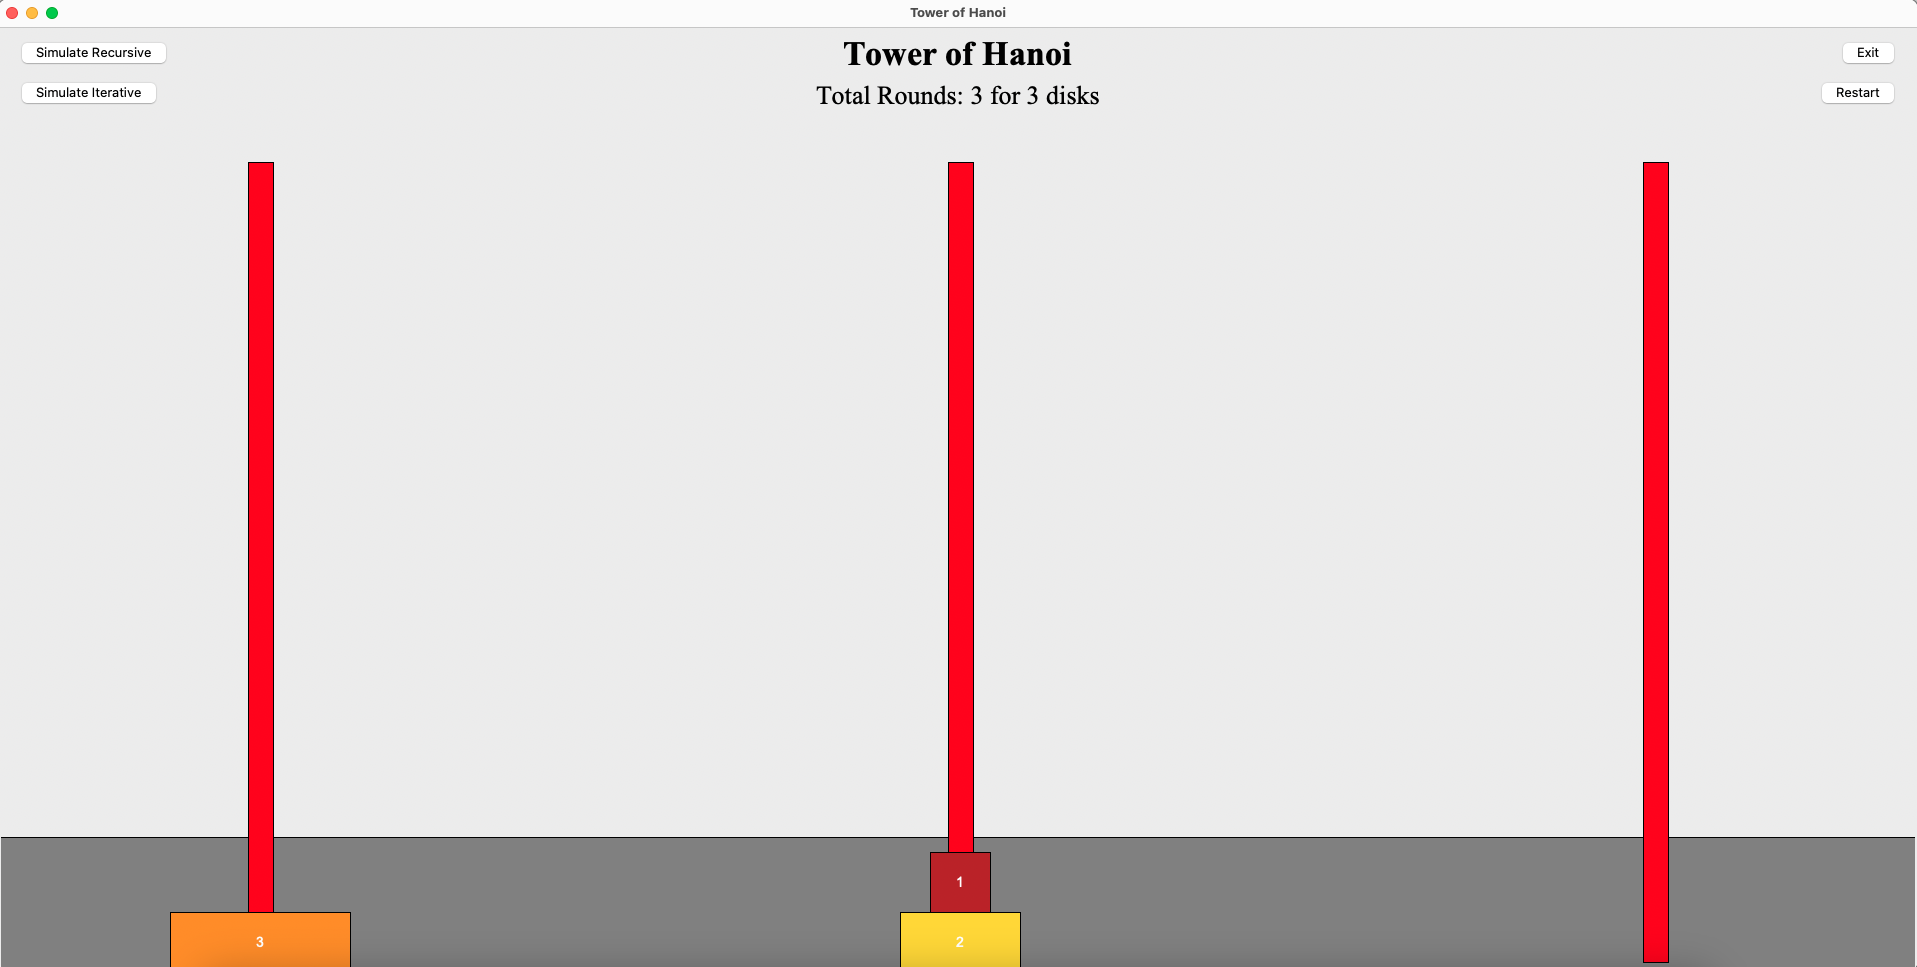 Tower of Hanoi
Simulate Recursive
Tower of Hanoi
Exit
Simulate Iterative
Total Rounds: 3 for 3 disks
Restart
1
3
2